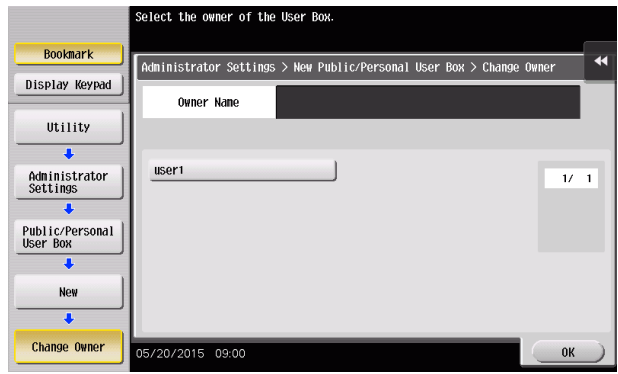 Select the owner of the User Box.
Bookmark
Display Keypad
Utility
Administrator
Settings
Public/Personal
User Box
New
Change Owner
Administrator Settings > New Public/Personal User Box > Change Owner
Owner Name
user1
1/ 1
05/20/2015 09:00
OK